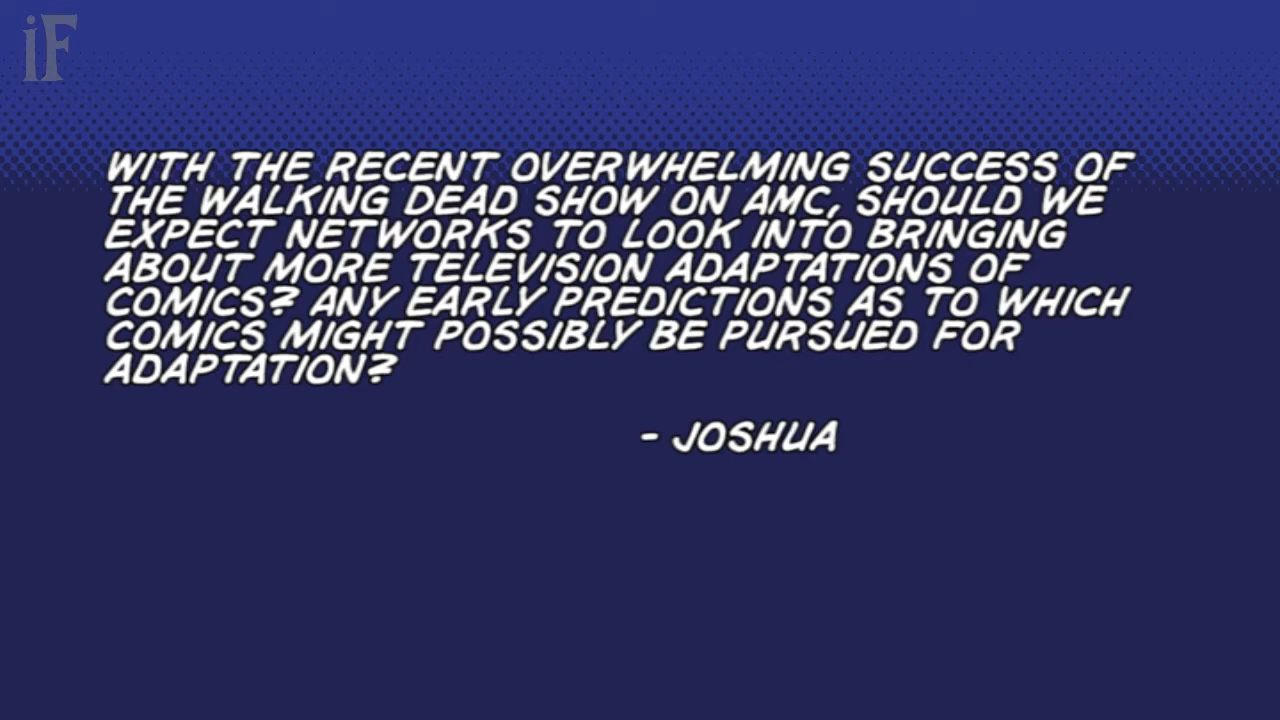 iF
WITH THE RECENT OVERWHELMING SUCCESS OF
THE WALKING DEAD SHOW ON AMC, SHOULD WE
EXPECT NETWORKS TO LOOK INTO BRINGING
ABOUT MORE TELEVISION ADAPTATIONS OF
COMICS? ANY EARLY PREDICTIONS AS TO WHICH
COMICS MIGHT POSSIBLY BE PURSUED FOR
ADAPTATION?
- JOSHUA